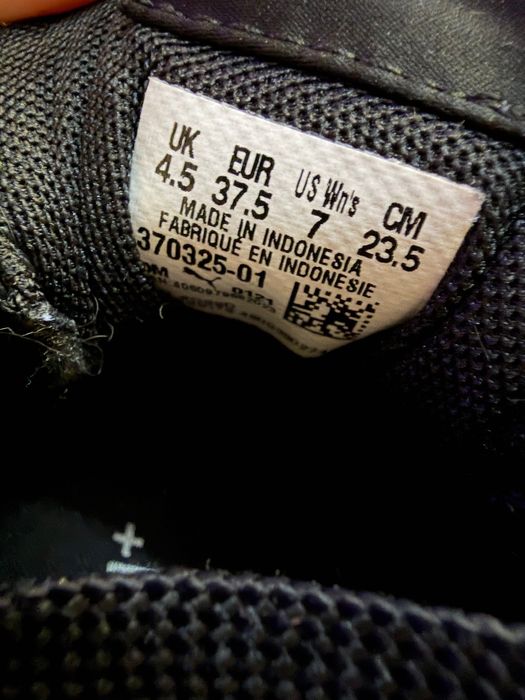 UK EUR US Wn's CM
4.5 37.5 7 23.5
MADE IN INDONESIA
FABRIQUÉ EN INDONESIE
370325-01
0121